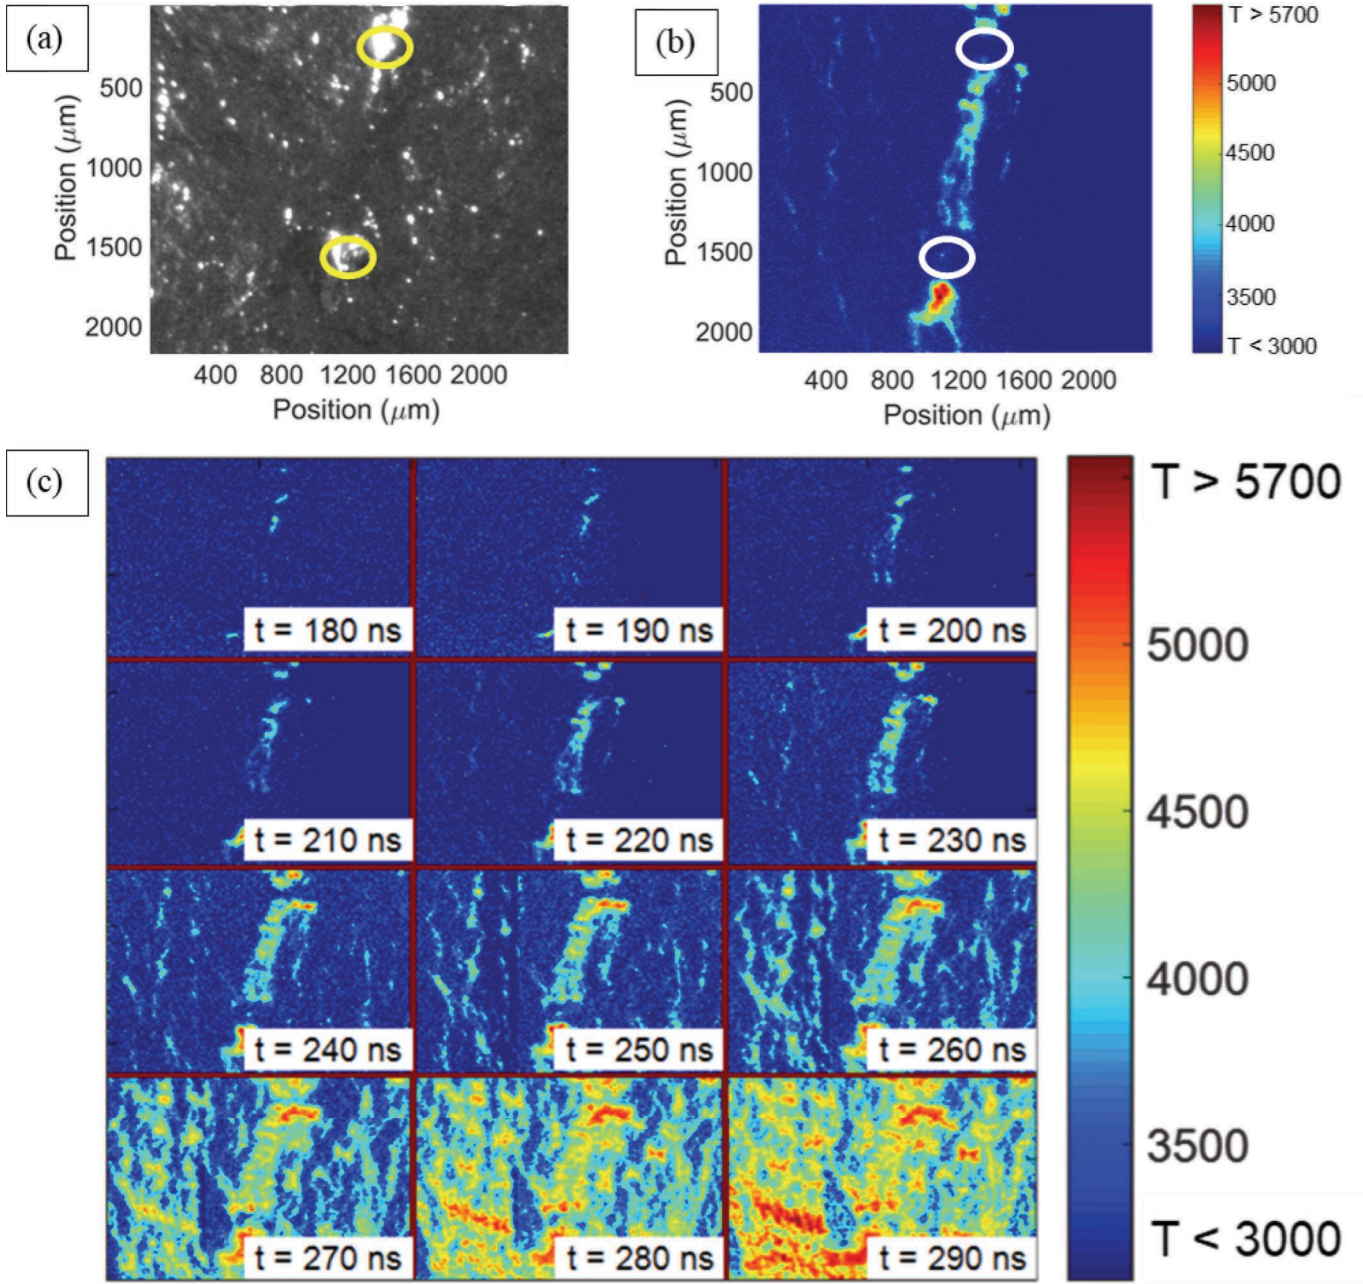 (a)
500
1000
1500
2000
Position (μm)
400 800 1200 1600 2000
Position (μm)
(b)
500
1000
1500
2000
Position (μm)
400 800 1200 1600 2000
Position (μm)
T > 5700
5000
4500
4000
3500
T < 3000
(c)
t = 180 ns
t = 190 ns
t = 200 ns
t = 210 ns
t = 220 ns
t = 230 ns
t = 240 ns
t = 250 ns
t = 260 ns
t = 270 ns
t = 280 ns
t = 290 ns
T > 5700
5000
4500
4000
3500
T < 3000